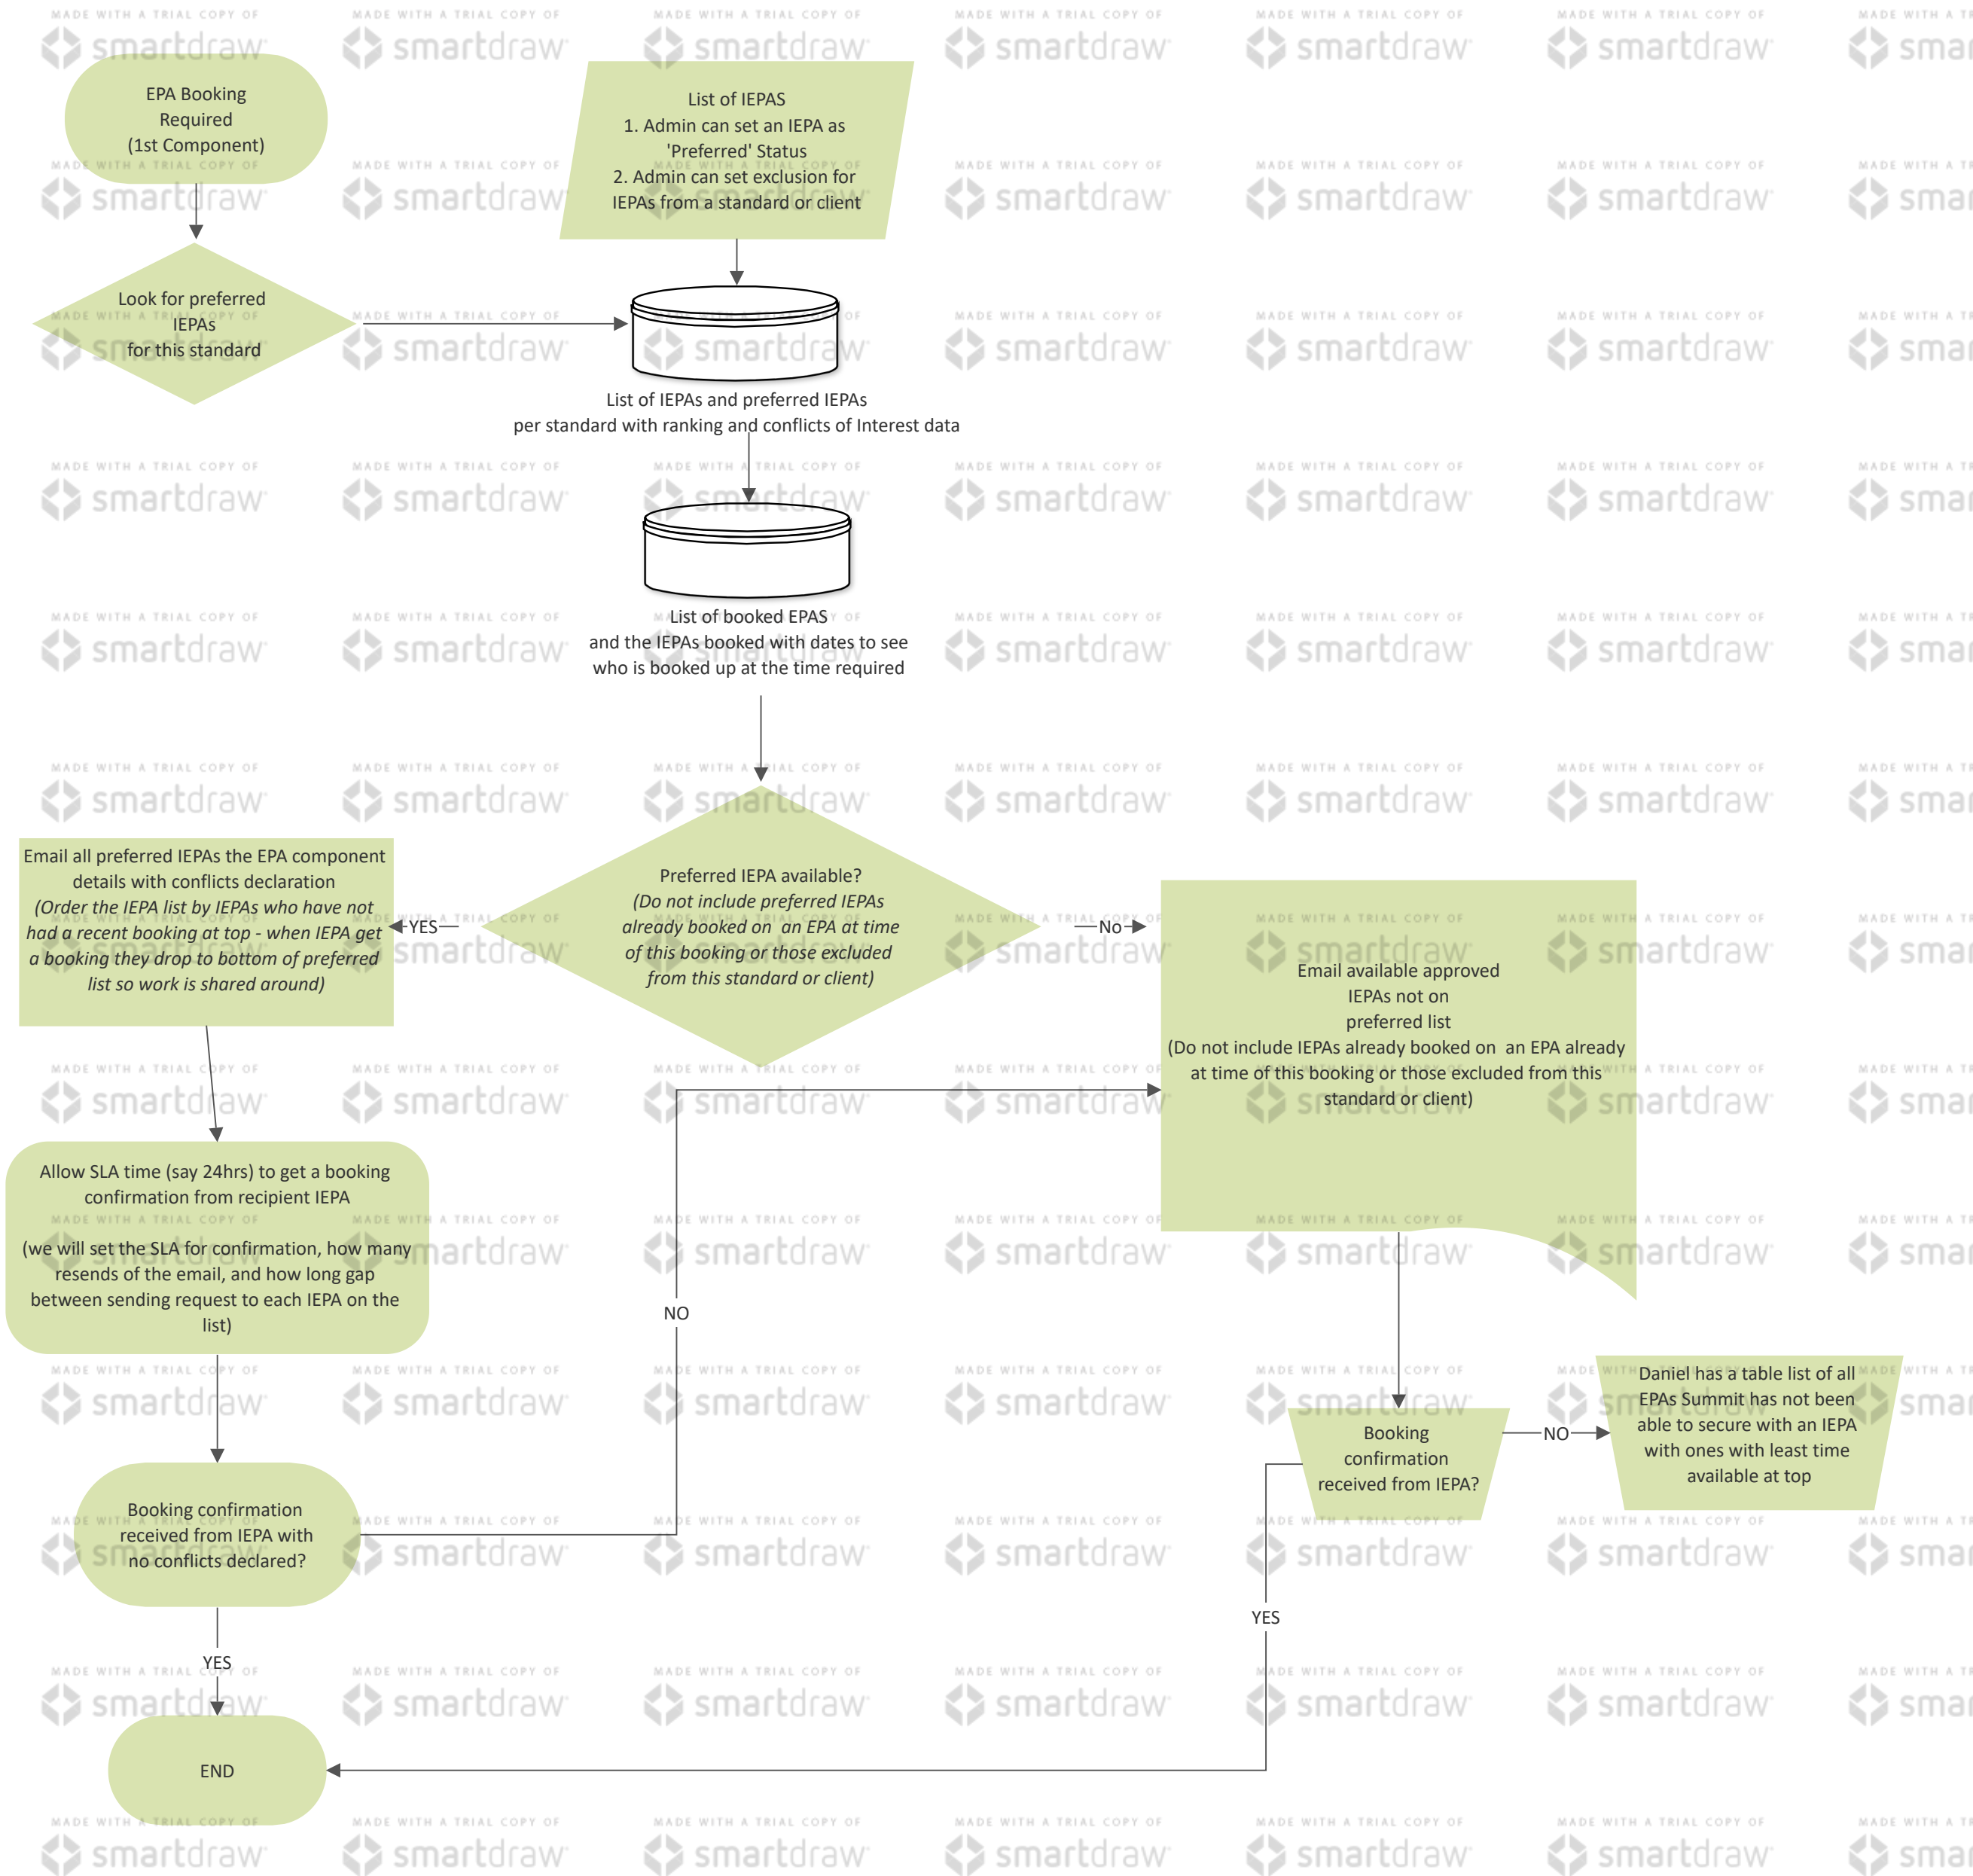 EPA Booking
Required
(1st Component)
List of IEPAS
1. Admin can set an IEPA as
'Preferred' Status
2. Admin can set exclusion for
IEPAs from a standard or client
Look for preferred
IEPAs
for this standard
List of IEPAs and preferred IEPAs
per standard with ranking and conflicts of Interest data
List of booked EPAS
and the IEPAs booked with dates to see
who is booked up at the time required
Email all preferred IEPAs the EPA component
details with conflicts declaration
(Order the IEPA list by IEPAs who have not
had a recent booking at top - when IEPA get
a booking they drop to bottom of preferred
list so work is shared around)
YES
Preferred IEPA available?
(Do not include preferred IEPAs
already booked on an EPA at time
of this booking or those excluded
from this standard or client)
No
Email available approved
IEPAs not on
preferred list
(Do not include IEPAs already booked on an EPA already
at time of this booking or those excluded from this
standard or client)
Allow SLA time (say 24hrs) to get a booking
confirmation from recipient IEPA
(we will set the SLA for confirmation, how many
resends of the email, and how long gap
between sending request to each IEPA on the
list)
NO
Booking
confirmation
received from IEPA?
NO
Daniel has a table list of all
EPAs Summit has not been
able to secure with an IEPA
with ones with least time
available at top
Booking confirmation
received from IEPA with
no conflicts declared?
YES
YES
END
MADE WITH A TRIAL COPY OF
smartdraw